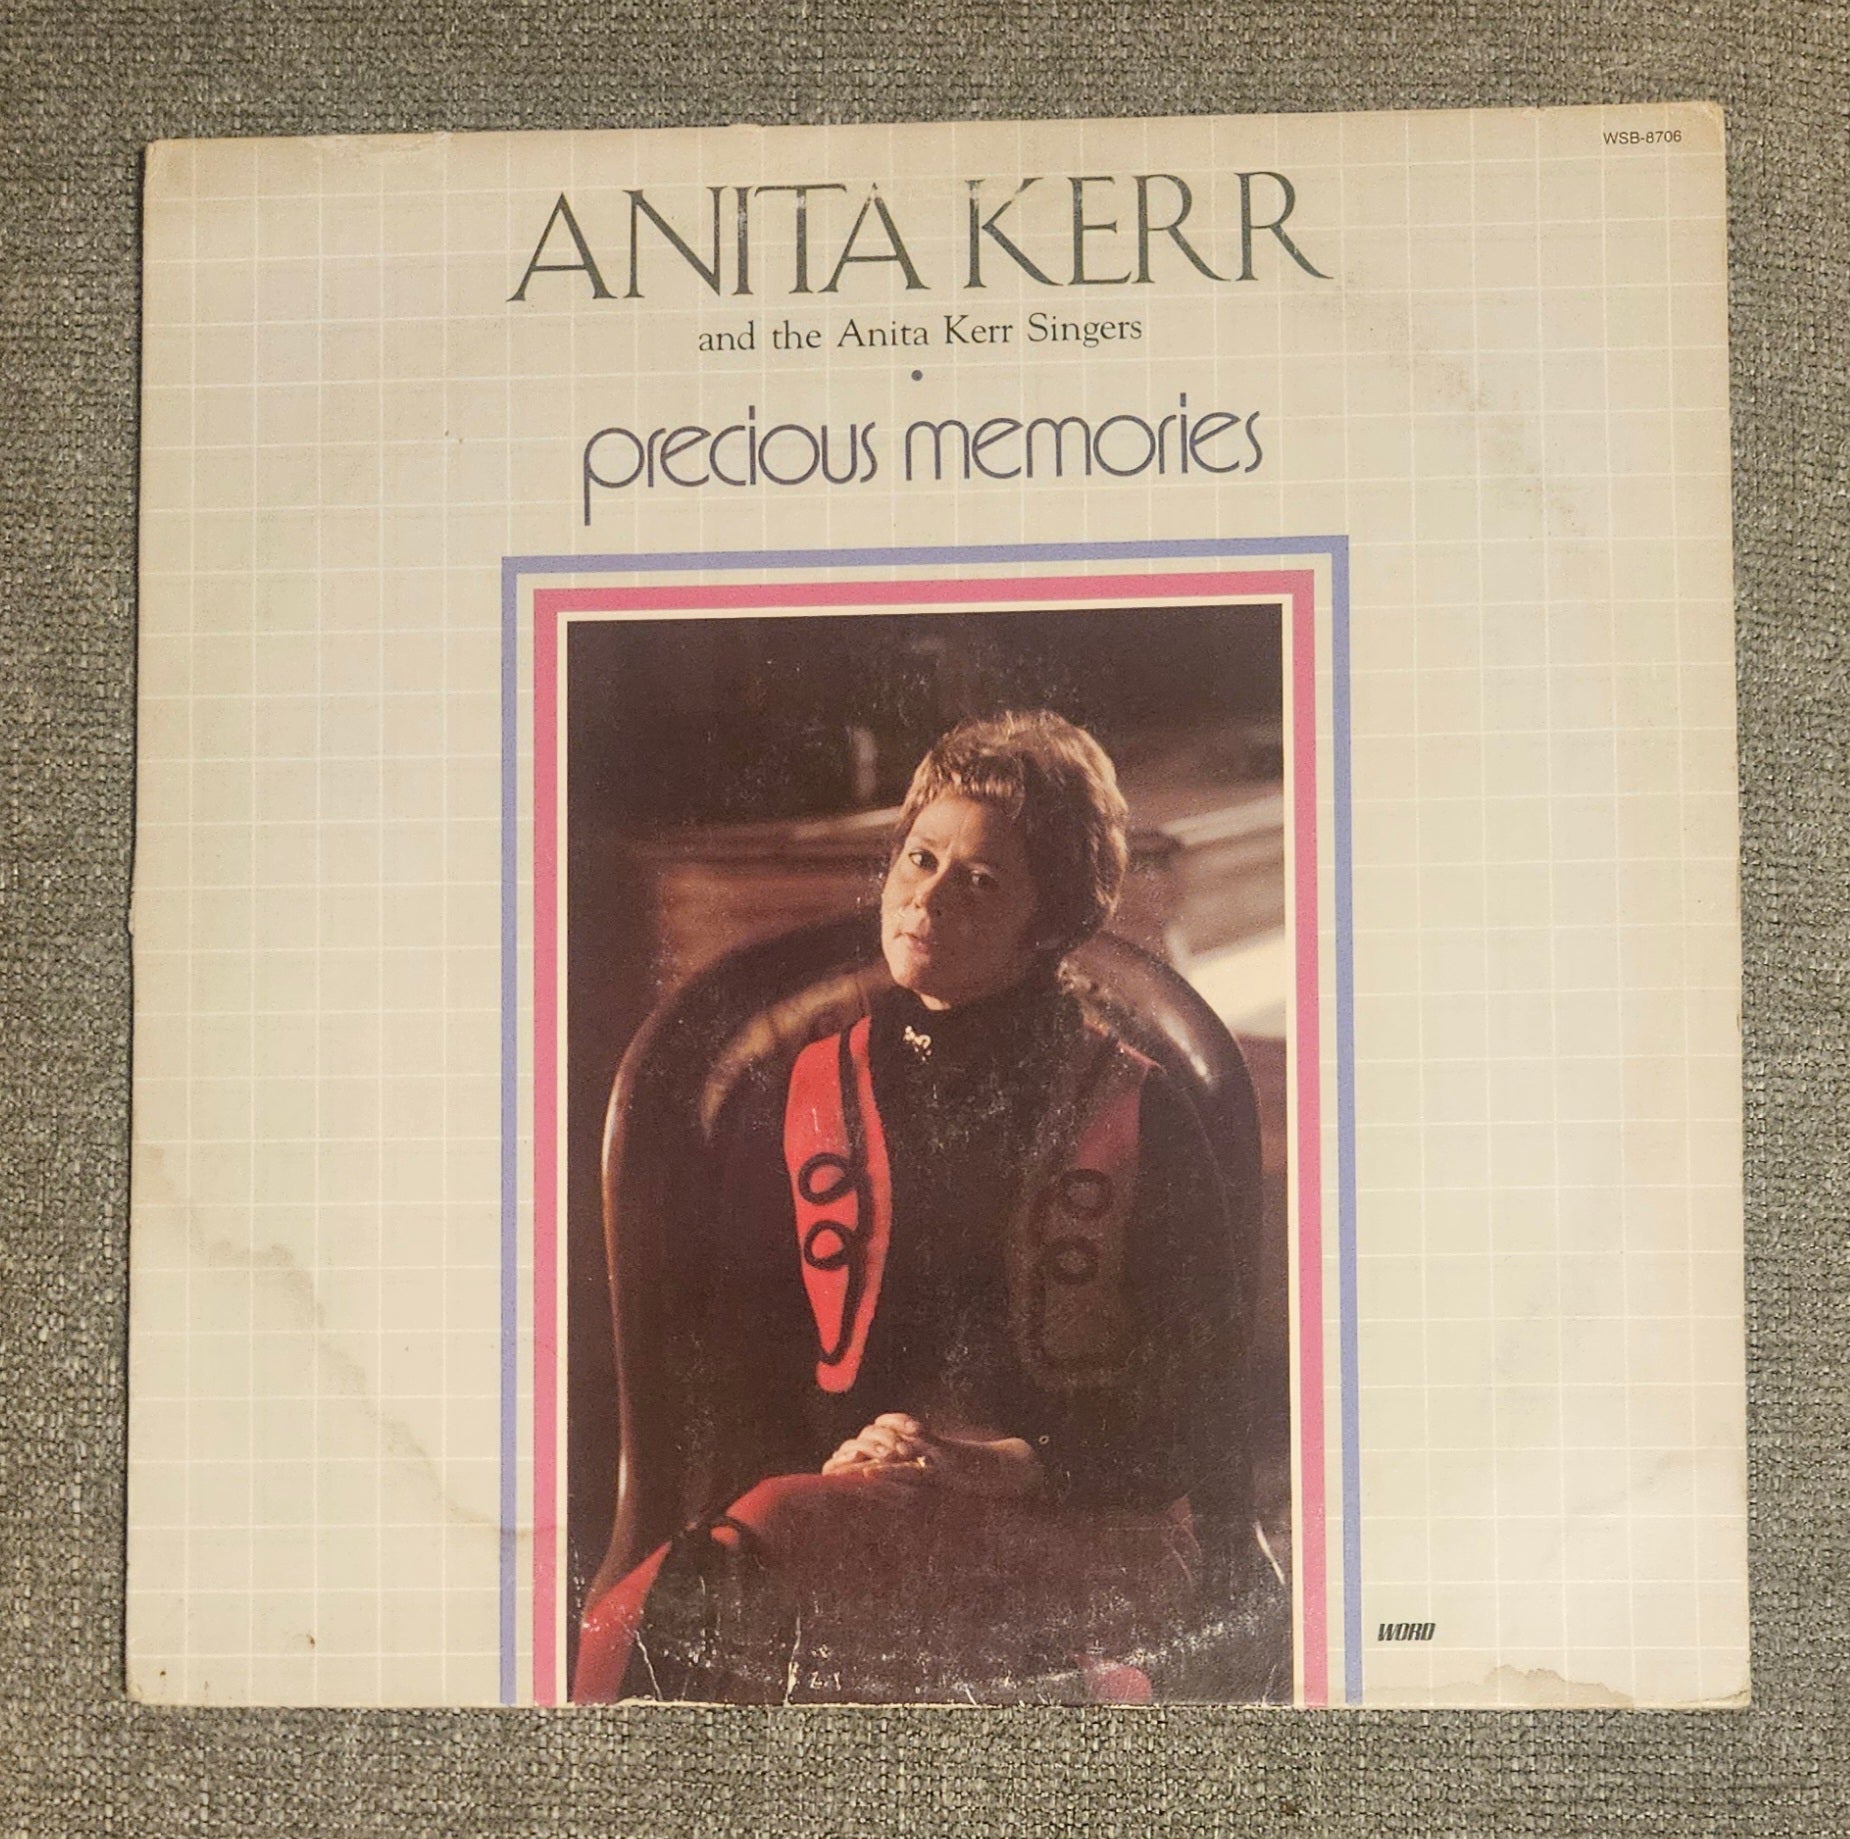 WSB-8706
ANITA KERR
and the Anita Kerr Singers
•
precious memories
WORD